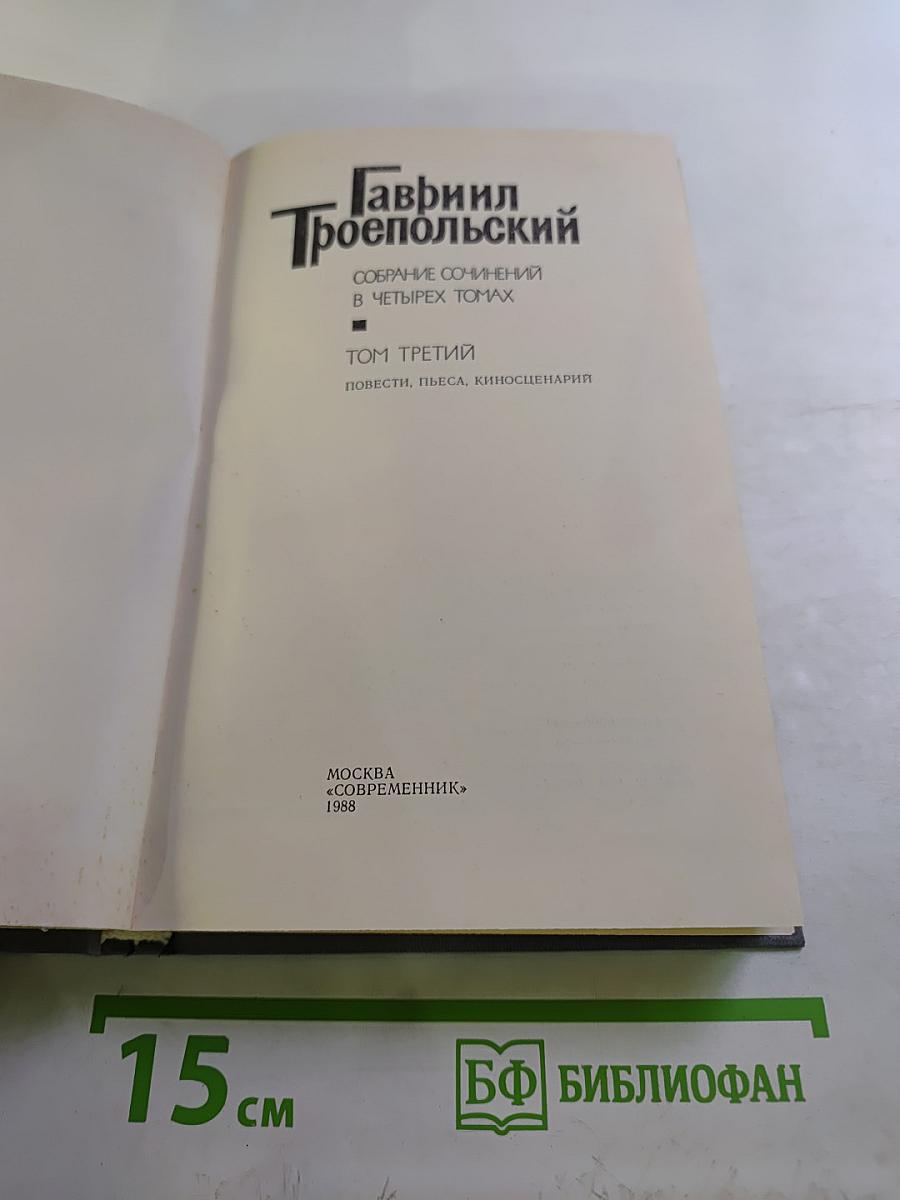 Гавриил
Троепольский
СОБРАНИЕ СОЧИНЕНИЙ
В ЧЕТЫРЕХ ТОМАХ
ТОМ ТРЕТИЙ
ПОВЕСТИ, ПЬЕСА, КИНОСЦЕНАРИЙ
МОСКВА
«СОВРЕМЕННИК»
1988
15 см
БФ БИБЛИОФАН